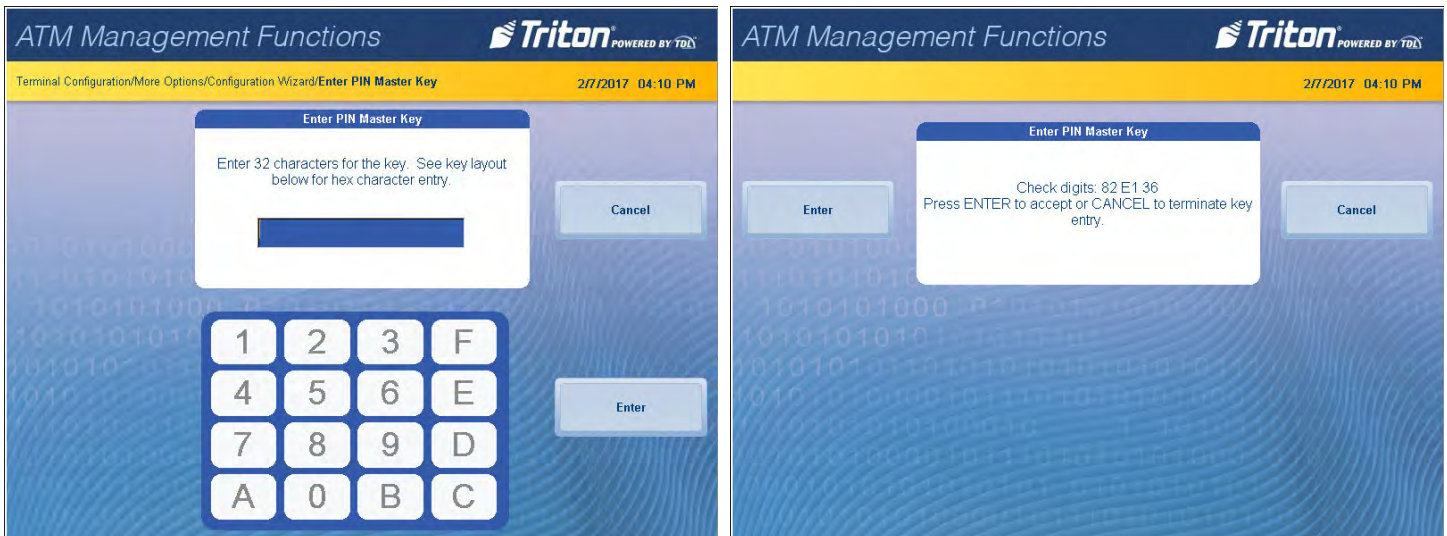 ATM Management Functions
Triton POWERED BY TDL
Terminal Configuration/More Options/Configuration Wizard/Enter PIN Master Key
2/7/2017 04:10 PM
Enter PIN Master Key
Enter 32 characters for the key. See key layout
below for hex character entry.
Cancel
1 2 3 F
4 5 6 E
Enter
7 8 9 D
A 0 B C
ATM Management Functions
Triton POWERED BY TDL
2/7/2017 04:10 PM
Enter PIN Master Key
Enter
Check digits: 82 E1 36
Press ENTER to accept or CANCEL to terminate key
entry.
Cancel